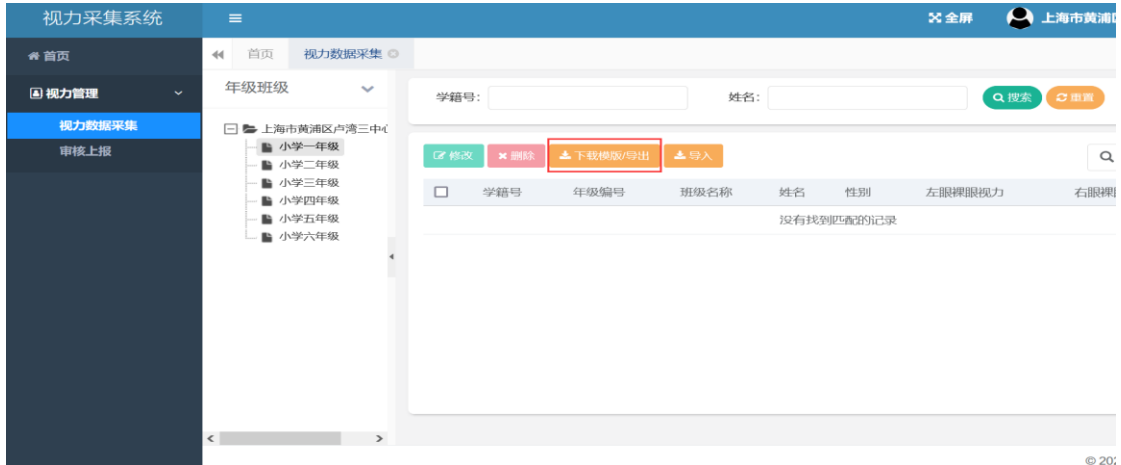 视力采集系统
全屏
上海市黄浦
首页
视力管理
视力数据采集
审核上报
首页 视力数据采集
年级班级
上海市黄浦区卢湾三中心
小学一年级
小学二年级
小学三年级
小学四年级
小学五年级
小学六年级
学籍号: 姓名: 搜索 重置
修改 删除 下载模版/导出 导入
学籍号 年级编号 班级名称 姓名 性别 左眼裸眼视力 右眼裸
没有找到匹配的记录
© 20